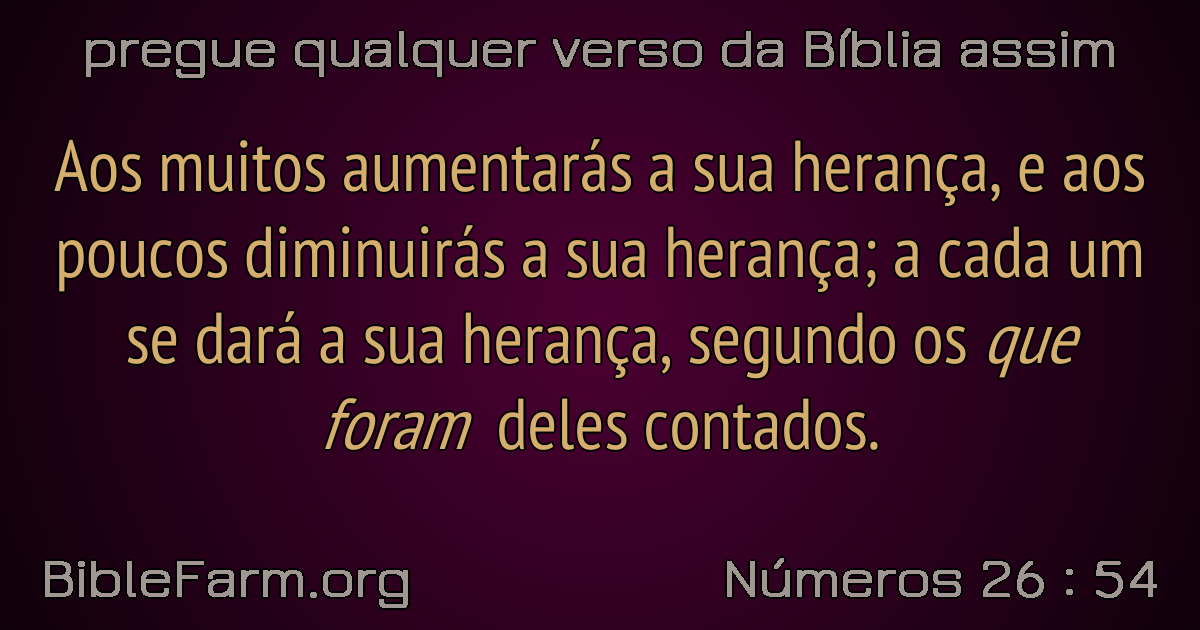 pregue qualquer verso da Bíblia assim
Aos muitos aumentarás a sua herança, e aos
poucos diminuirás a sua herança; a cada um
se dará a sua herança, segundo os que
foram deles contados.
BibleFarm.org
Números 26 : 54